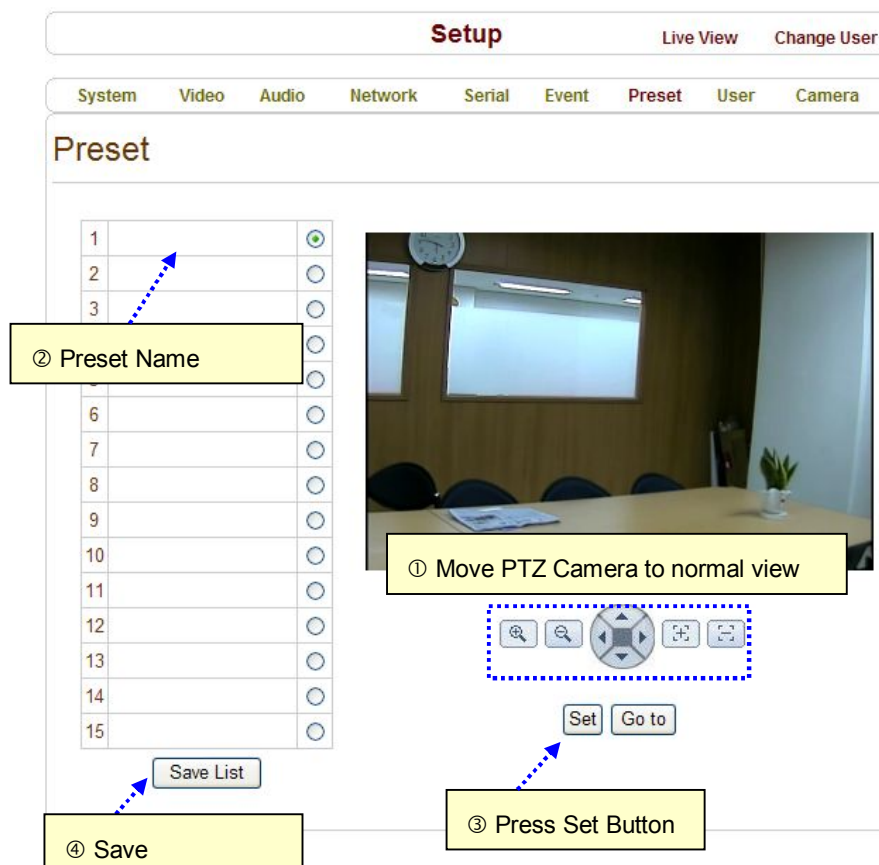 Setup Live View Change User
System Video Audio Network Serial Event Preset User Camera
Preset
1
2
3
② Preset Name
6
7
8
9
10
11
12
13
14
15
① Move PTZ Camera to normal view
Set Go to
Save List
③ Press Set Button
④ Save